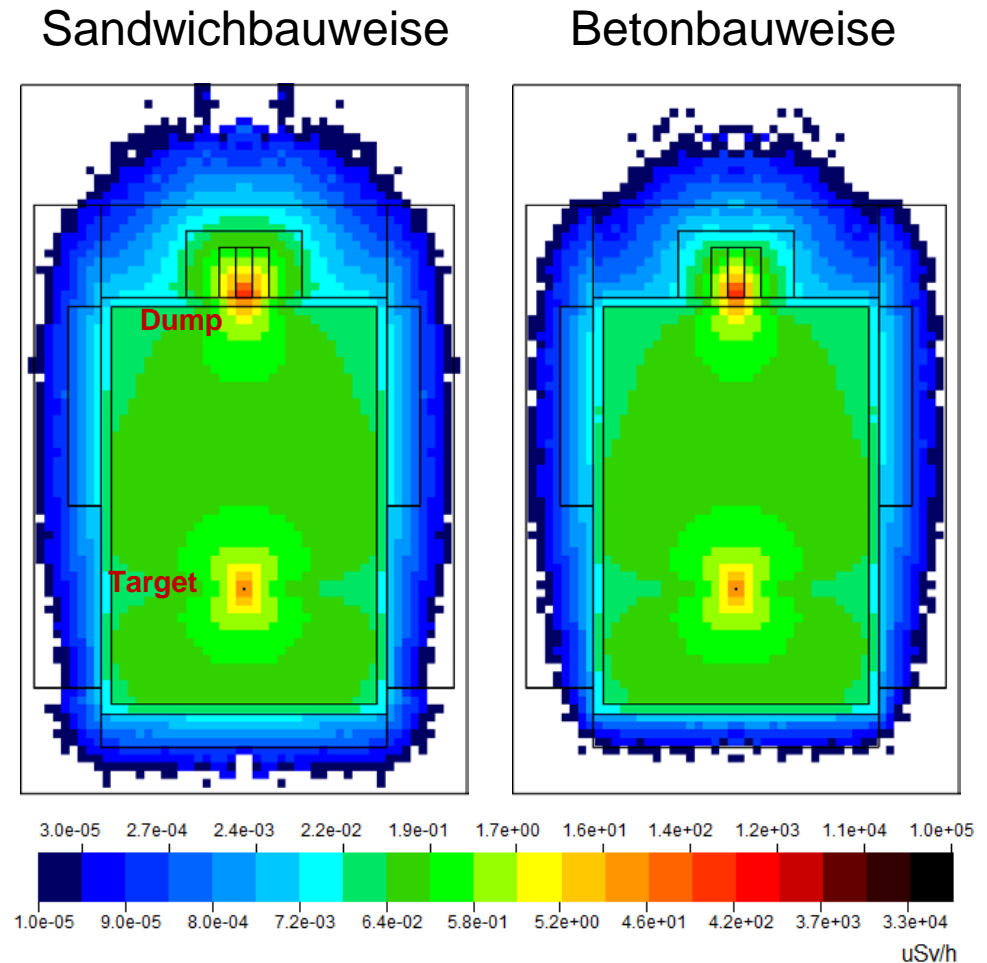 Sandwichbauweise Betonbauweise
Dump
Target
3.0e-05 2.7e-04 2.4e-03 2.2e-02 1.9e-01 1.7e+00 1.6e+01 1.4e+02 1.2e+03 1.1e+04 1.0e+05
1.0e-05 9.0e-05 8.0e-04 7.2e-03 6.4e-02 5.8e-01 5.2e+00 4.6e+01 4.2e+02 3.7e+03 3.3e+04
uSv/h